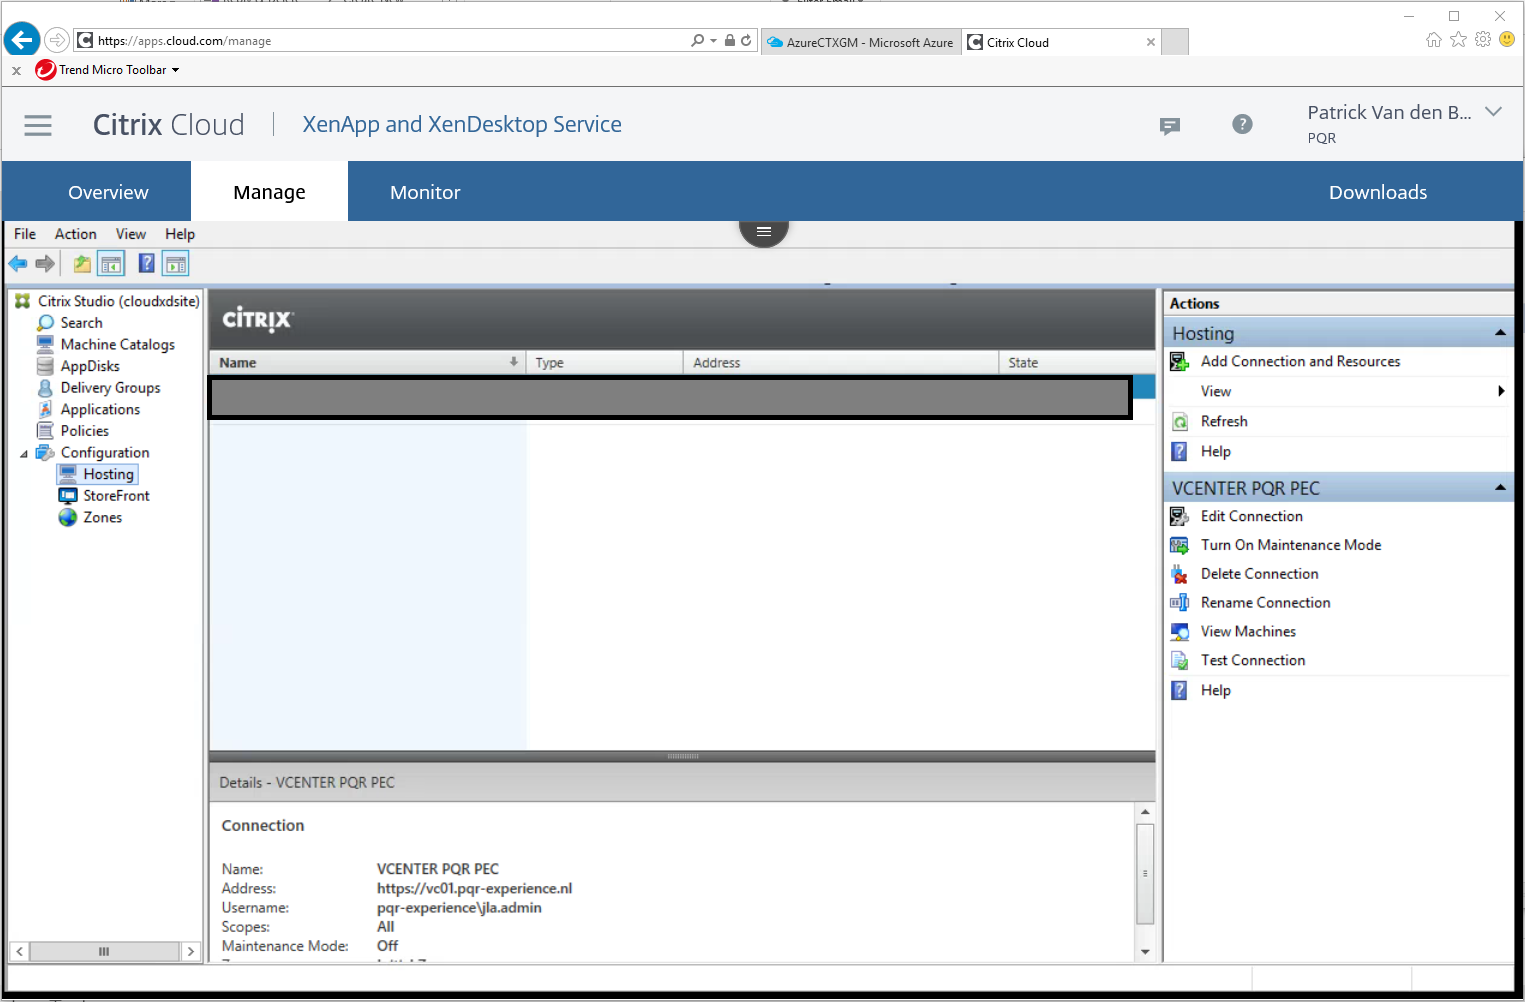 https://apps.cloud.com/manage
AzureCTXGM - Microsoft Azure
Citrix Cloud
x
Trend Micro Toolbar
Citrix Cloud
XenApp and XenDesktop Service
Patrick Van den B...
PQR
Overview
Manage
Monitor
Downloads
File Action View Help
Citrix Studio (cloudxdsite)
Search
Machine Catalogs
AppDisks
Delivery Groups
Applications
Policies
Configuration
Hosting
StoreFront
Zones
CITRIX
Name Type Address State
Details - VCENTER PQR PEC
Connection
Name: VCENTER PQR PEC
Address: https://vc01.pqr-experience.nl
Username: pqr-experience\jla.admin
Scopes: All
Maintenance Mode: Off
Actions
Hosting
Add Connection and Resources
View
Refresh
Help
VCENTER PQR PEC
Edit Connection
Turn On Maintenance Mode
Delete Connection
Rename Connection
View Machines
Test Connection
Help